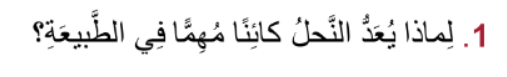 1. لِماذا يُعَدُّ النَّحلُ كائِنًا مُهِمًّا فِي الطَّبيعَةِ؟